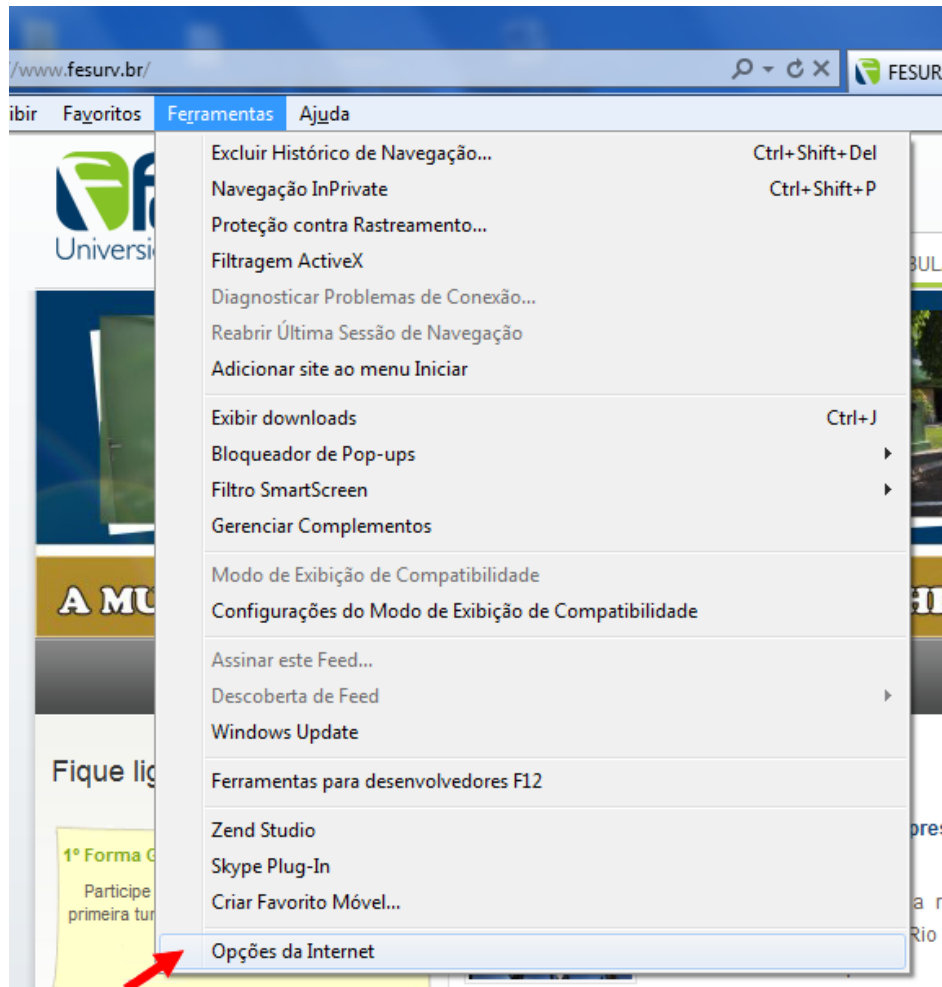 /www.fesurv.br/
FESUR
ibir Favoritos Ferramentas Ajuda
Excluir Histórico de Navegação... Ctrl+Shift+Del
Navegação InPrivate Ctrl+Shift+P
Proteção contra Rastreamento...
Universi
Filtragem ActiveX
BUL
Diagnosticar Problemas de Conexão...
Reabrir Última Sessão de Navegação
Adicionar site ao menu Iniciar
Exibir downloads Ctrl+J
Bloqueador de Pop-ups
Filtro SmartScreen
Gerenciar Complementos
Modo de Exibição de Compatibilidade
A MU
Configurações do Modo de Exibição de Compatibilidade
Assinar este Feed...
Descoberta de Feed
Windows Update
Fique lig
Ferramentas para desenvolvedores F12
Zend Studio
pres
1º Forma G
Skype Plug-In
Participe
Criar Favorito Móvel...
a r
primeira tur
Rio
Opções da Internet